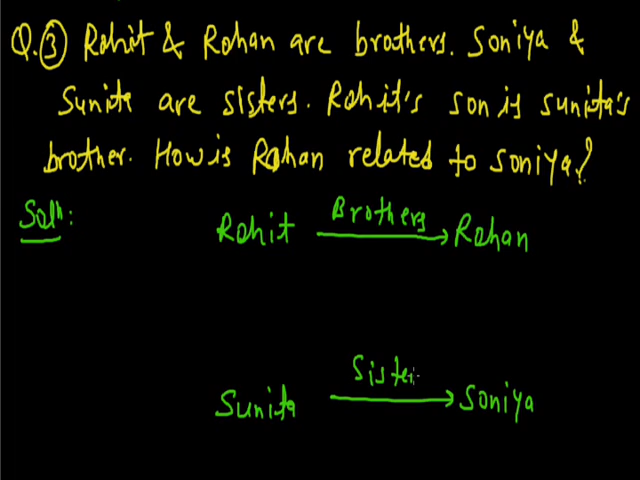 Q.③ Rohit & Rohan are brothers. Soniya &
Sunita are sisters. Rohit's son is sunita's
brother. How is Rohan related to soniya?
Solⁿ:
Brothers
Rohit → Rohan
Sister
Sunita → Soniya